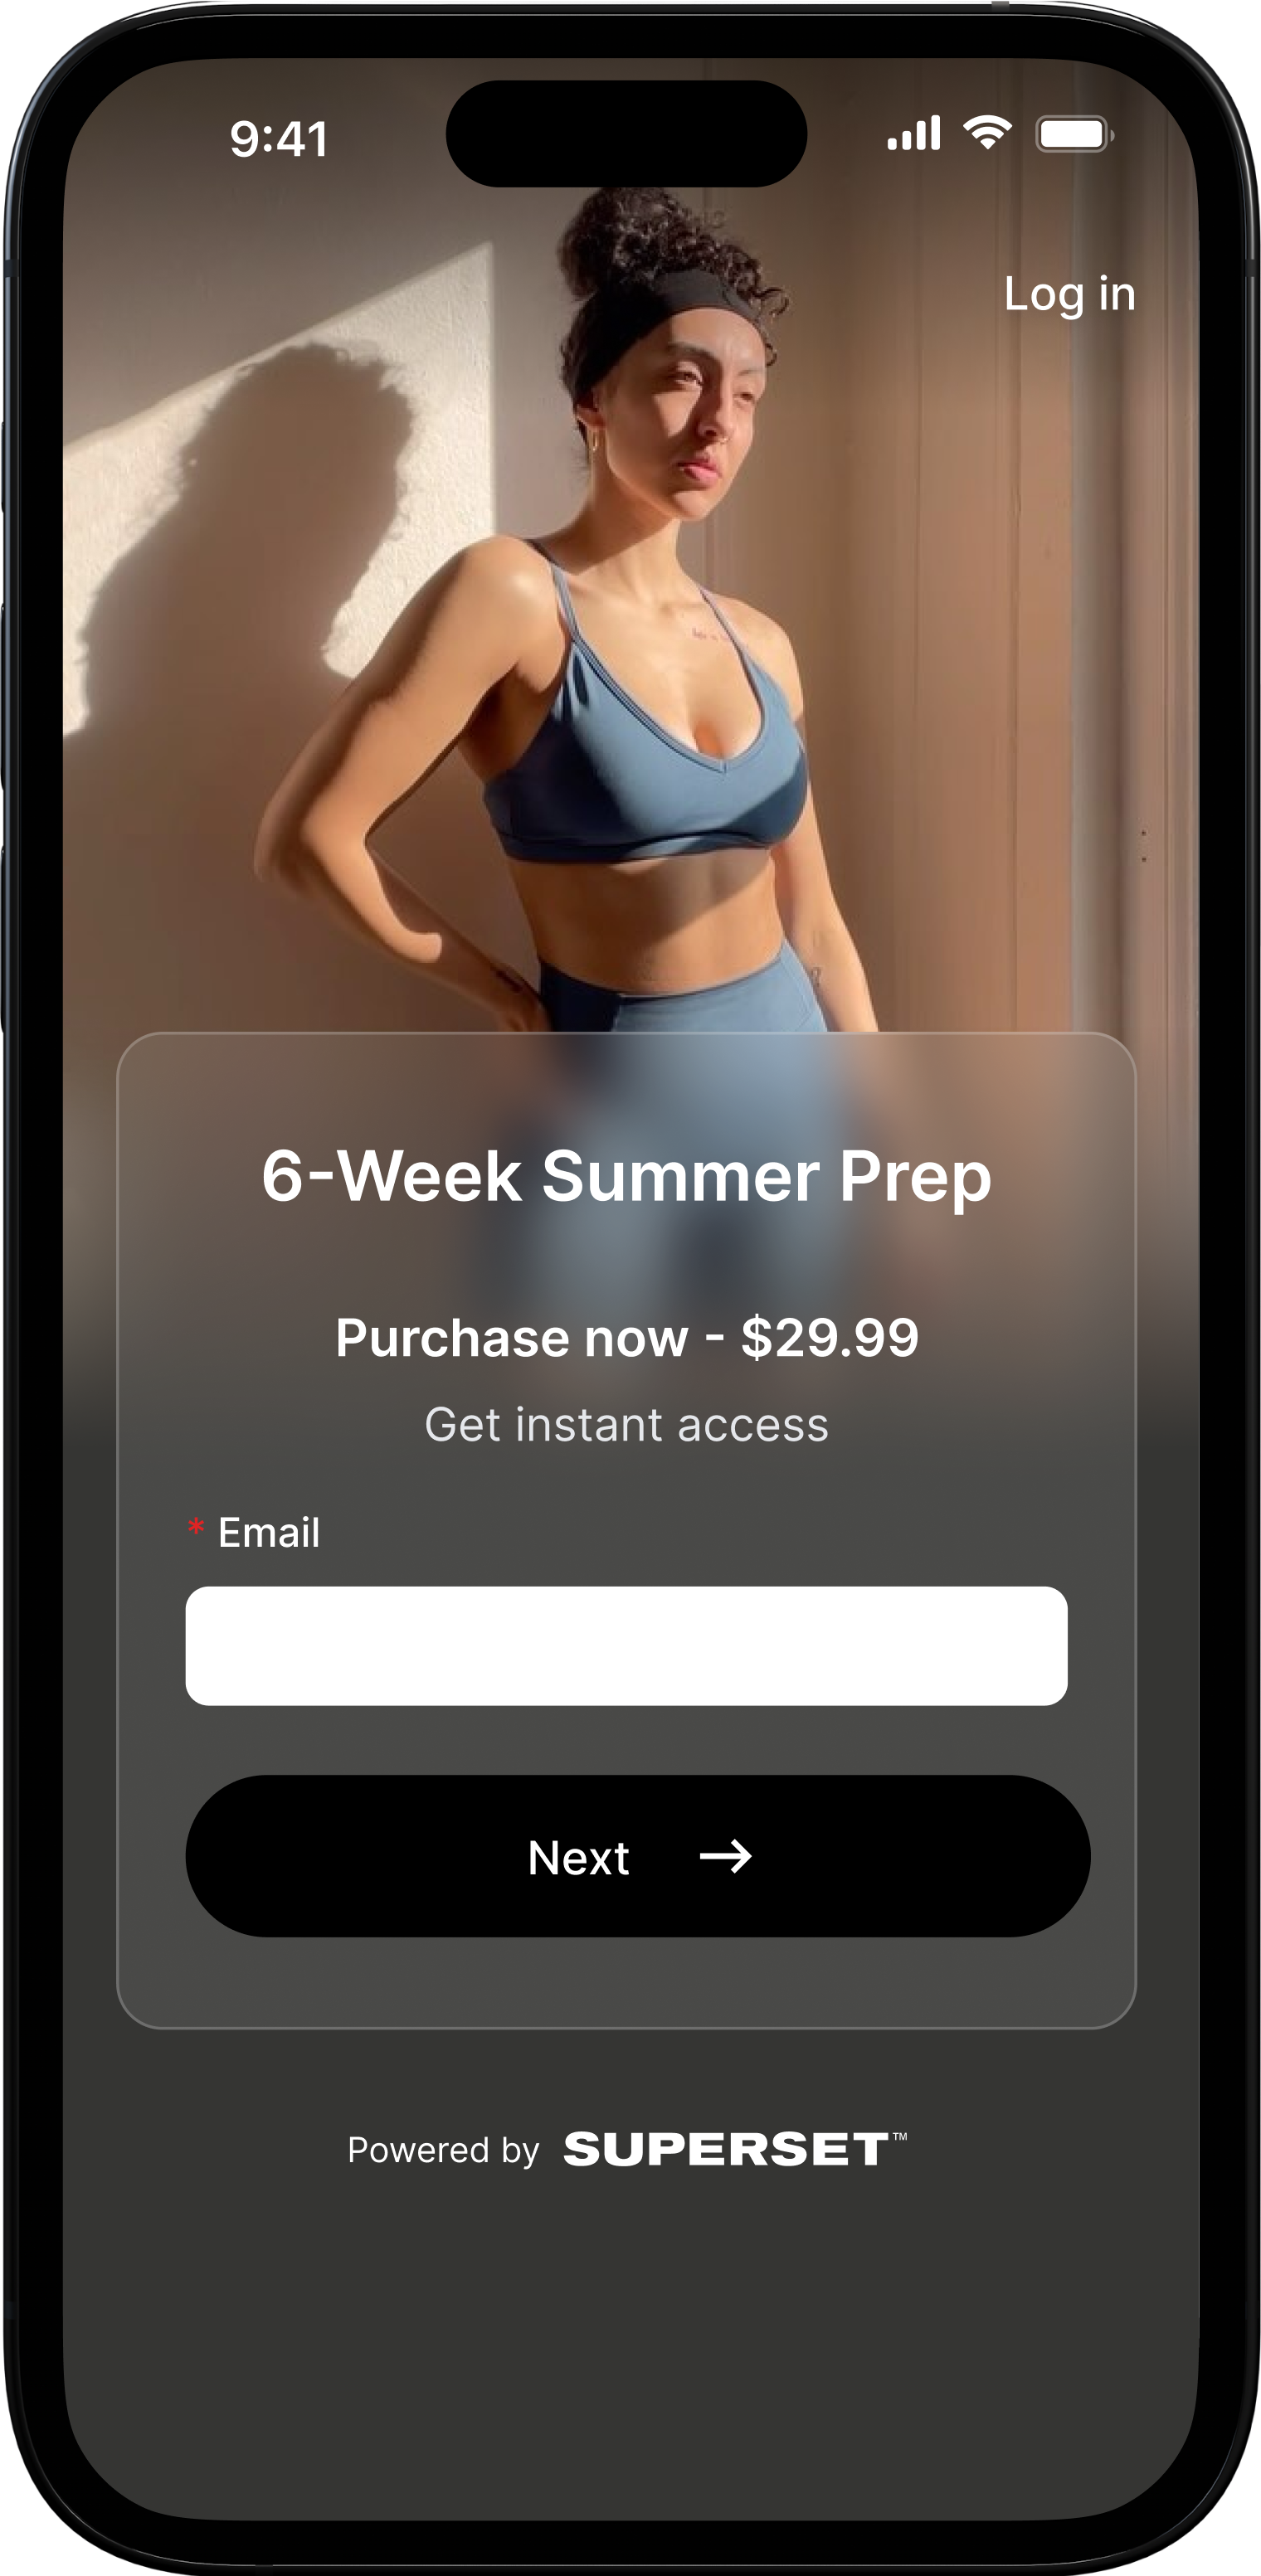 9:41
Log in
6-Week Summer Prep
Purchase now - $29.99
Get instant access
* Email
Next →
Powered by SUPERSET™